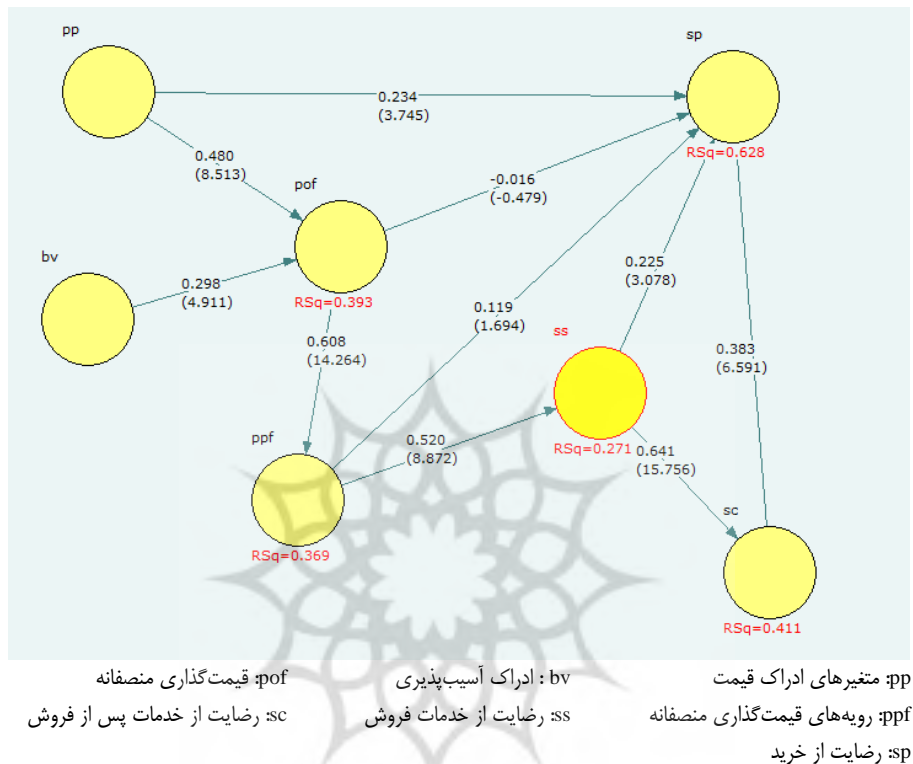 pp
sp
0.234
(3.745)
0.480
(8.513)
RSq=0.628
pof
-0.016
(-0.479)
bv
0.298
(4.911)
RSq=0.393
0.225
(3.078)
0.119
(1.694)
ss
0.608
(14.264)
0.383
(6.591)
ppf
0.520
(8.872)
RSq=0.271
0.641
(15.756)
sc
RSq=0.369
RSq=0.411
pp: متغیرهای ادراک قیمت bv : ادراک آسیب‌پذیری pof: قیمت‌گذاری منصفانه
ppf: رویه‌های قیمت‌گذاری منصفانه ss: رضایت از خدمات فروش sc: رضایت از خدمات پس از فروش
sp: رضایت از خرید